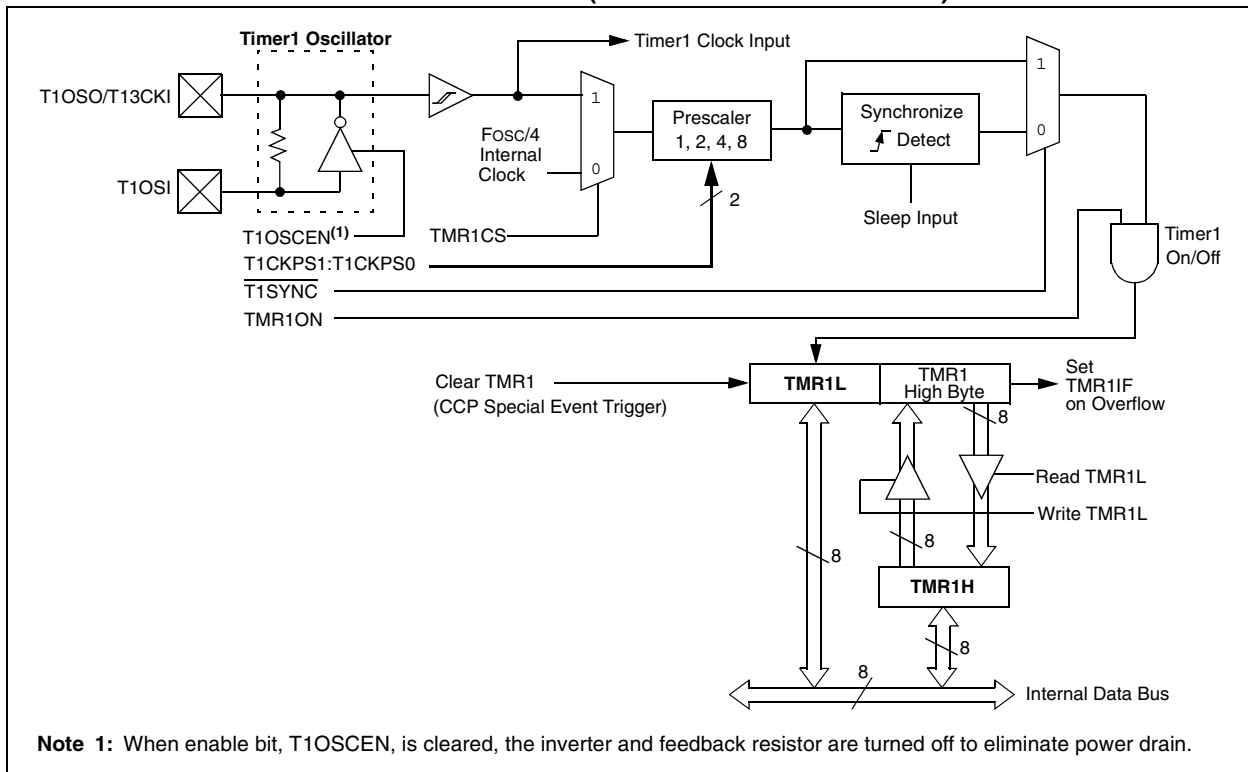 Timer1 Oscillator
Timer1 Clock Input
T1OSO/T13CKI
1
1
FOSC/4
Internal
Clock
0
Prescaler
1, 2, 4, 8
Synchronize
Detect
0
T1OSI
2
Sleep Input
T1OSCEN(1)
TMR1CS
Timer1
On/Off
T1CKPS1:T1CKPS0
T1SYNC
TMR1ON
Clear TMR1
(CCP Special Event Trigger)
TMR1L
TMR1
High Byte
Set
TMR1IF
on Overflow
8
Read TMR1L
Write TMR1L
8
8
TMR1H
8
8
Internal Data Bus
Note 1: When enable bit, T1OSCEN, is cleared, the inverter and feedback resistor are turned off to eliminate power drain.